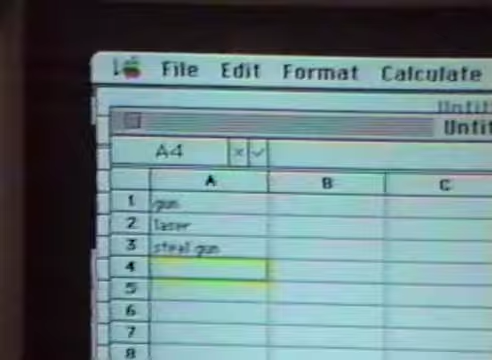 File Edit Format Calculate
Untit
Untit
A4
A B C
1 gun
2 laser
3 steal gun
4
5
6
7
8